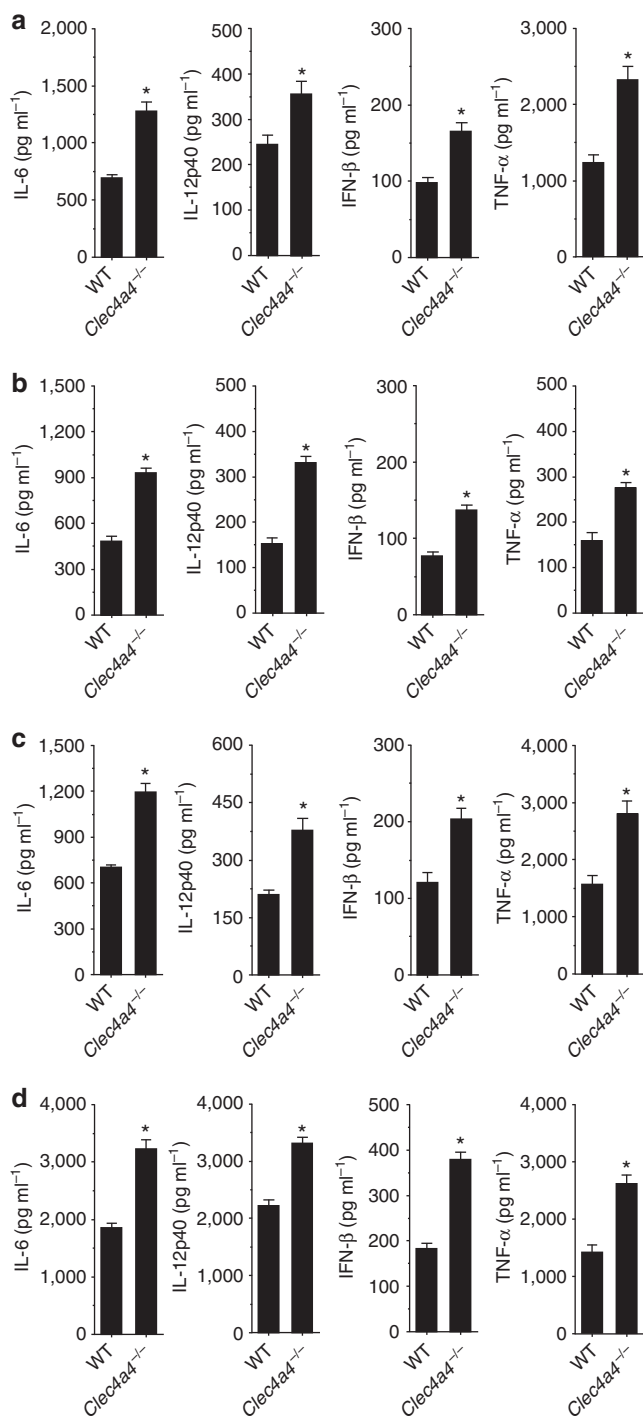 a
IL-6 (pg ml⁻¹)
2,000
1,500
1,000
500
0
*
WT
Clec4a4⁻/⁻
IL-12p40 (pg ml⁻¹)
500
400
300
200
100
0
*
WT
Clec4a4⁻/⁻
IFN-β (pg ml⁻¹)
300
200
100
0
*
WT
Clec4a4⁻/⁻
TNF-α (pg ml⁻¹)
3,000
2,000
1,000
0
*
WT
Clec4a4⁻/⁻
b
IL-6 (pg ml⁻¹)
1,500
1,200
900
600
300
0
*
WT
Clec4a4⁻/⁻
IL-12p40 (pg ml⁻¹)
500
400
300
200
100
0
*
WT
Clec4a4⁻/⁻
IFN-β (pg ml⁻¹)
300
200
100
0
*
WT
Clec4a4⁻/⁻
TNF-α (pg ml⁻¹)
500
400
300
200
100
0
*
WT
Clec4a4⁻/⁻
c
IL-6 (pg ml⁻¹)
1,500
1,200
900
600
300
0
*
WT
Clec4a4⁻/⁻
IL-12p40 (pg ml⁻¹)
600
450
300
150
0
*
WT
Clec4a4⁻/⁻
IFN-β (pg ml⁻¹)
300
200
100
0
*
WT
Clec4a4⁻/⁻
TNF-α (pg ml⁻¹)
4,000
3,000
2,000
1,000
0
*
WT
Clec4a4⁻/⁻
d
IL-6 (pg ml⁻¹)
4,000
3,000
2,000
1,000
0
*
WT
Clec4a4⁻/⁻
IL-12p40 (pg ml⁻¹)
4,000
3,000
2,000
1,000
0
*
WT
Clec4a4⁻/⁻
IFN-β (pg ml⁻¹)
500
400
300
200
100
0
*
WT
Clec4a4⁻/⁻
TNF-α (pg ml⁻¹)
4,000
3,000
2,000
1,000
0
*
WT
Clec4a4⁻/⁻